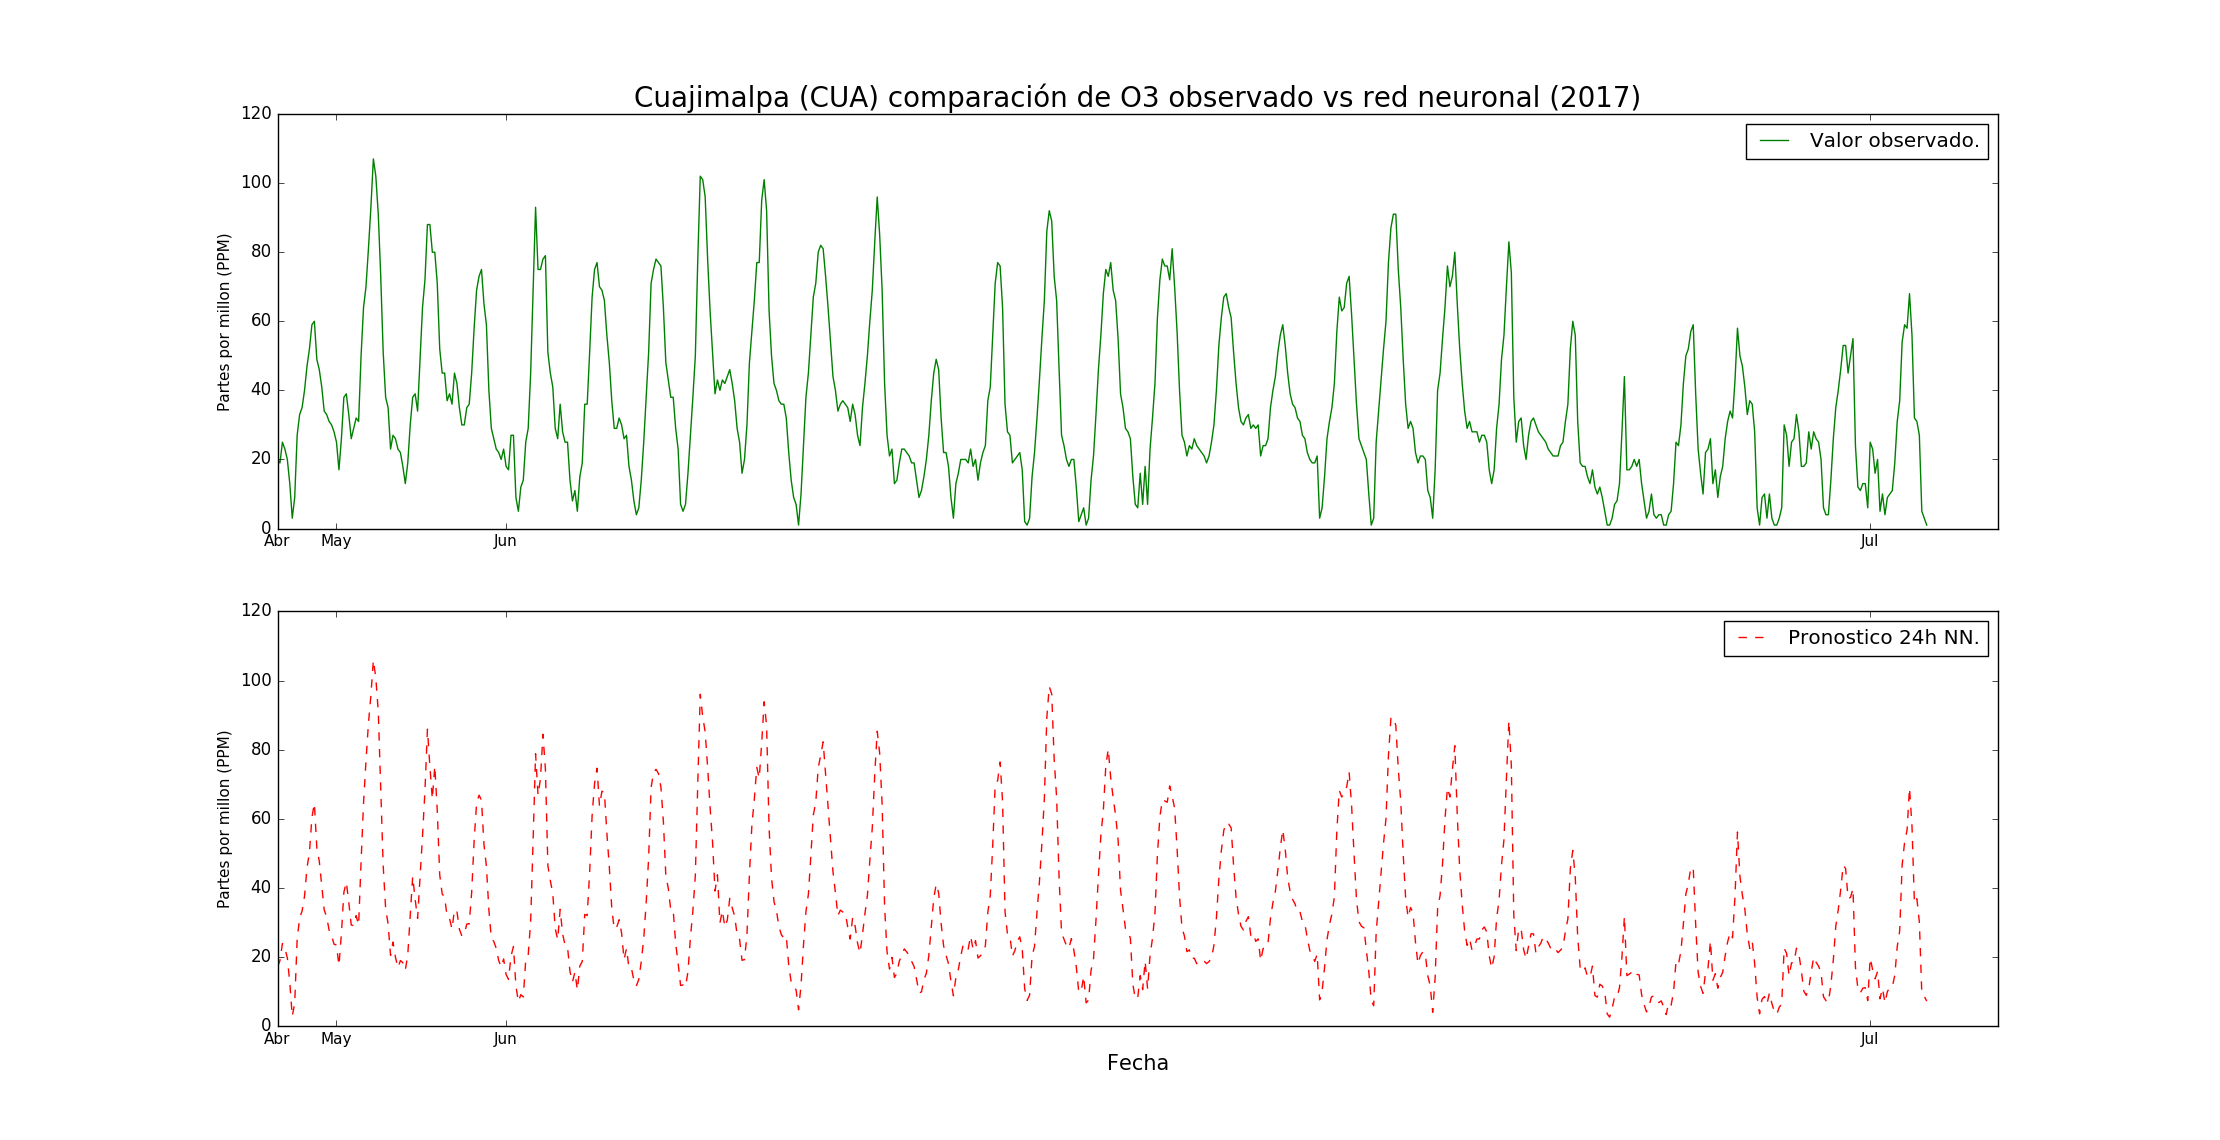 Cuajimalpa (CUA) comparación de O3 observado vs red neuronal (2017)
120
100
80
60
40
20
0
Partes por millon (PPM)
Valor observado.
Abr May Jun Jul
120
100
80
60
40
20
0
Partes por millon (PPM)
Pronostico 24h NN.
Abr May Jun Jul
Fecha